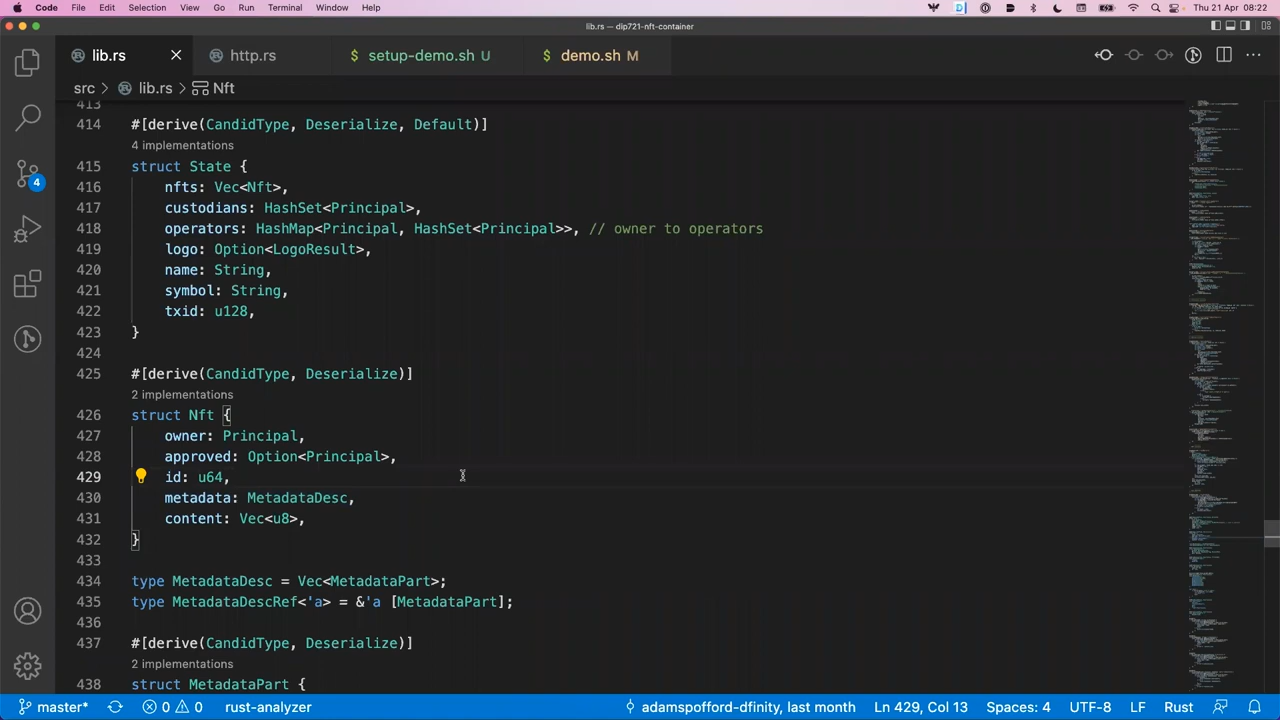 Code File Edit Selection View Go Run Terminal Window Help Thu 21 Apr 08:22
lib.rs — dip721-nft-container
lib.rs http.rs $ setup-demo.sh U $ demo.sh M
src > lib.rs > Nft
413
414 #[derive(CandidType, Deserialize, Default)]
4 implementations
415 struct State {
416 nfts: Vec<Nft>,
417 custodians: HashSet<Principal>,
418 operators: HashMap<Principal, HashSet<Principal>>, // owner to operators
419 logo: Option<LogoResult>,
420 name: String,
421 symbol: String,
422 txid: u128,
423 }
424
425 #[derive(CandidType, Deserialize)]
2 implementations
426 struct Nft {
427 owner: Principal,
428 approved: Option<Principal>,
429 id: u64,
430 metadata: MetadataDesc,
431 content: Vec<u8>,
432 }
433
434 type MetadataDesc = Vec<MetadataPart>;
435 type MetadataDescRef<'a> = &'a [MetadataPart];
436
437 #[derive(CandidType, Deserialize)]
2 implementations
438 struct MetadataPart {
4
master* 0 0 rust-analyzer adamspofford-dfinity, last month Ln 429, Col 13 Spaces: 4 UTF-8 LF Rust